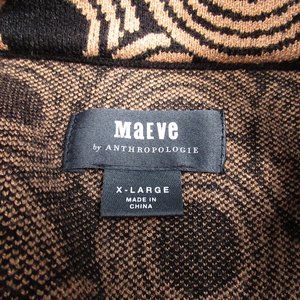 MAEVE
by ANTHROPOLOGIE
X-LARGE
MADE IN
CHINA